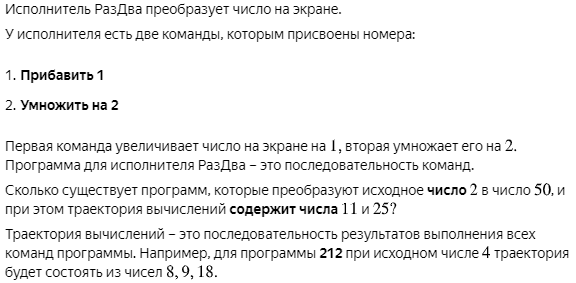 Исполнитель РазДва преобразует число на экране.
У исполнителя есть две команды, которым присвоены номера:
1. Прибавить 1
2. Умножить на 2
Первая команда увеличивает число на экране на 1, вторая умножает его на 2.
Программа для исполнителя РазДва – это последовательность команд.
Сколько существует программ, которые преобразуют исходное число 2 в число 50, и
при этом траектория вычислений содержит числа 11 и 25?
Траектория вычислений – это последовательность результатов выполнения всех
команд программы. Например, для программы 212 при исходном числе 4 траектория
будет состоять из чисел 8, 9, 18.